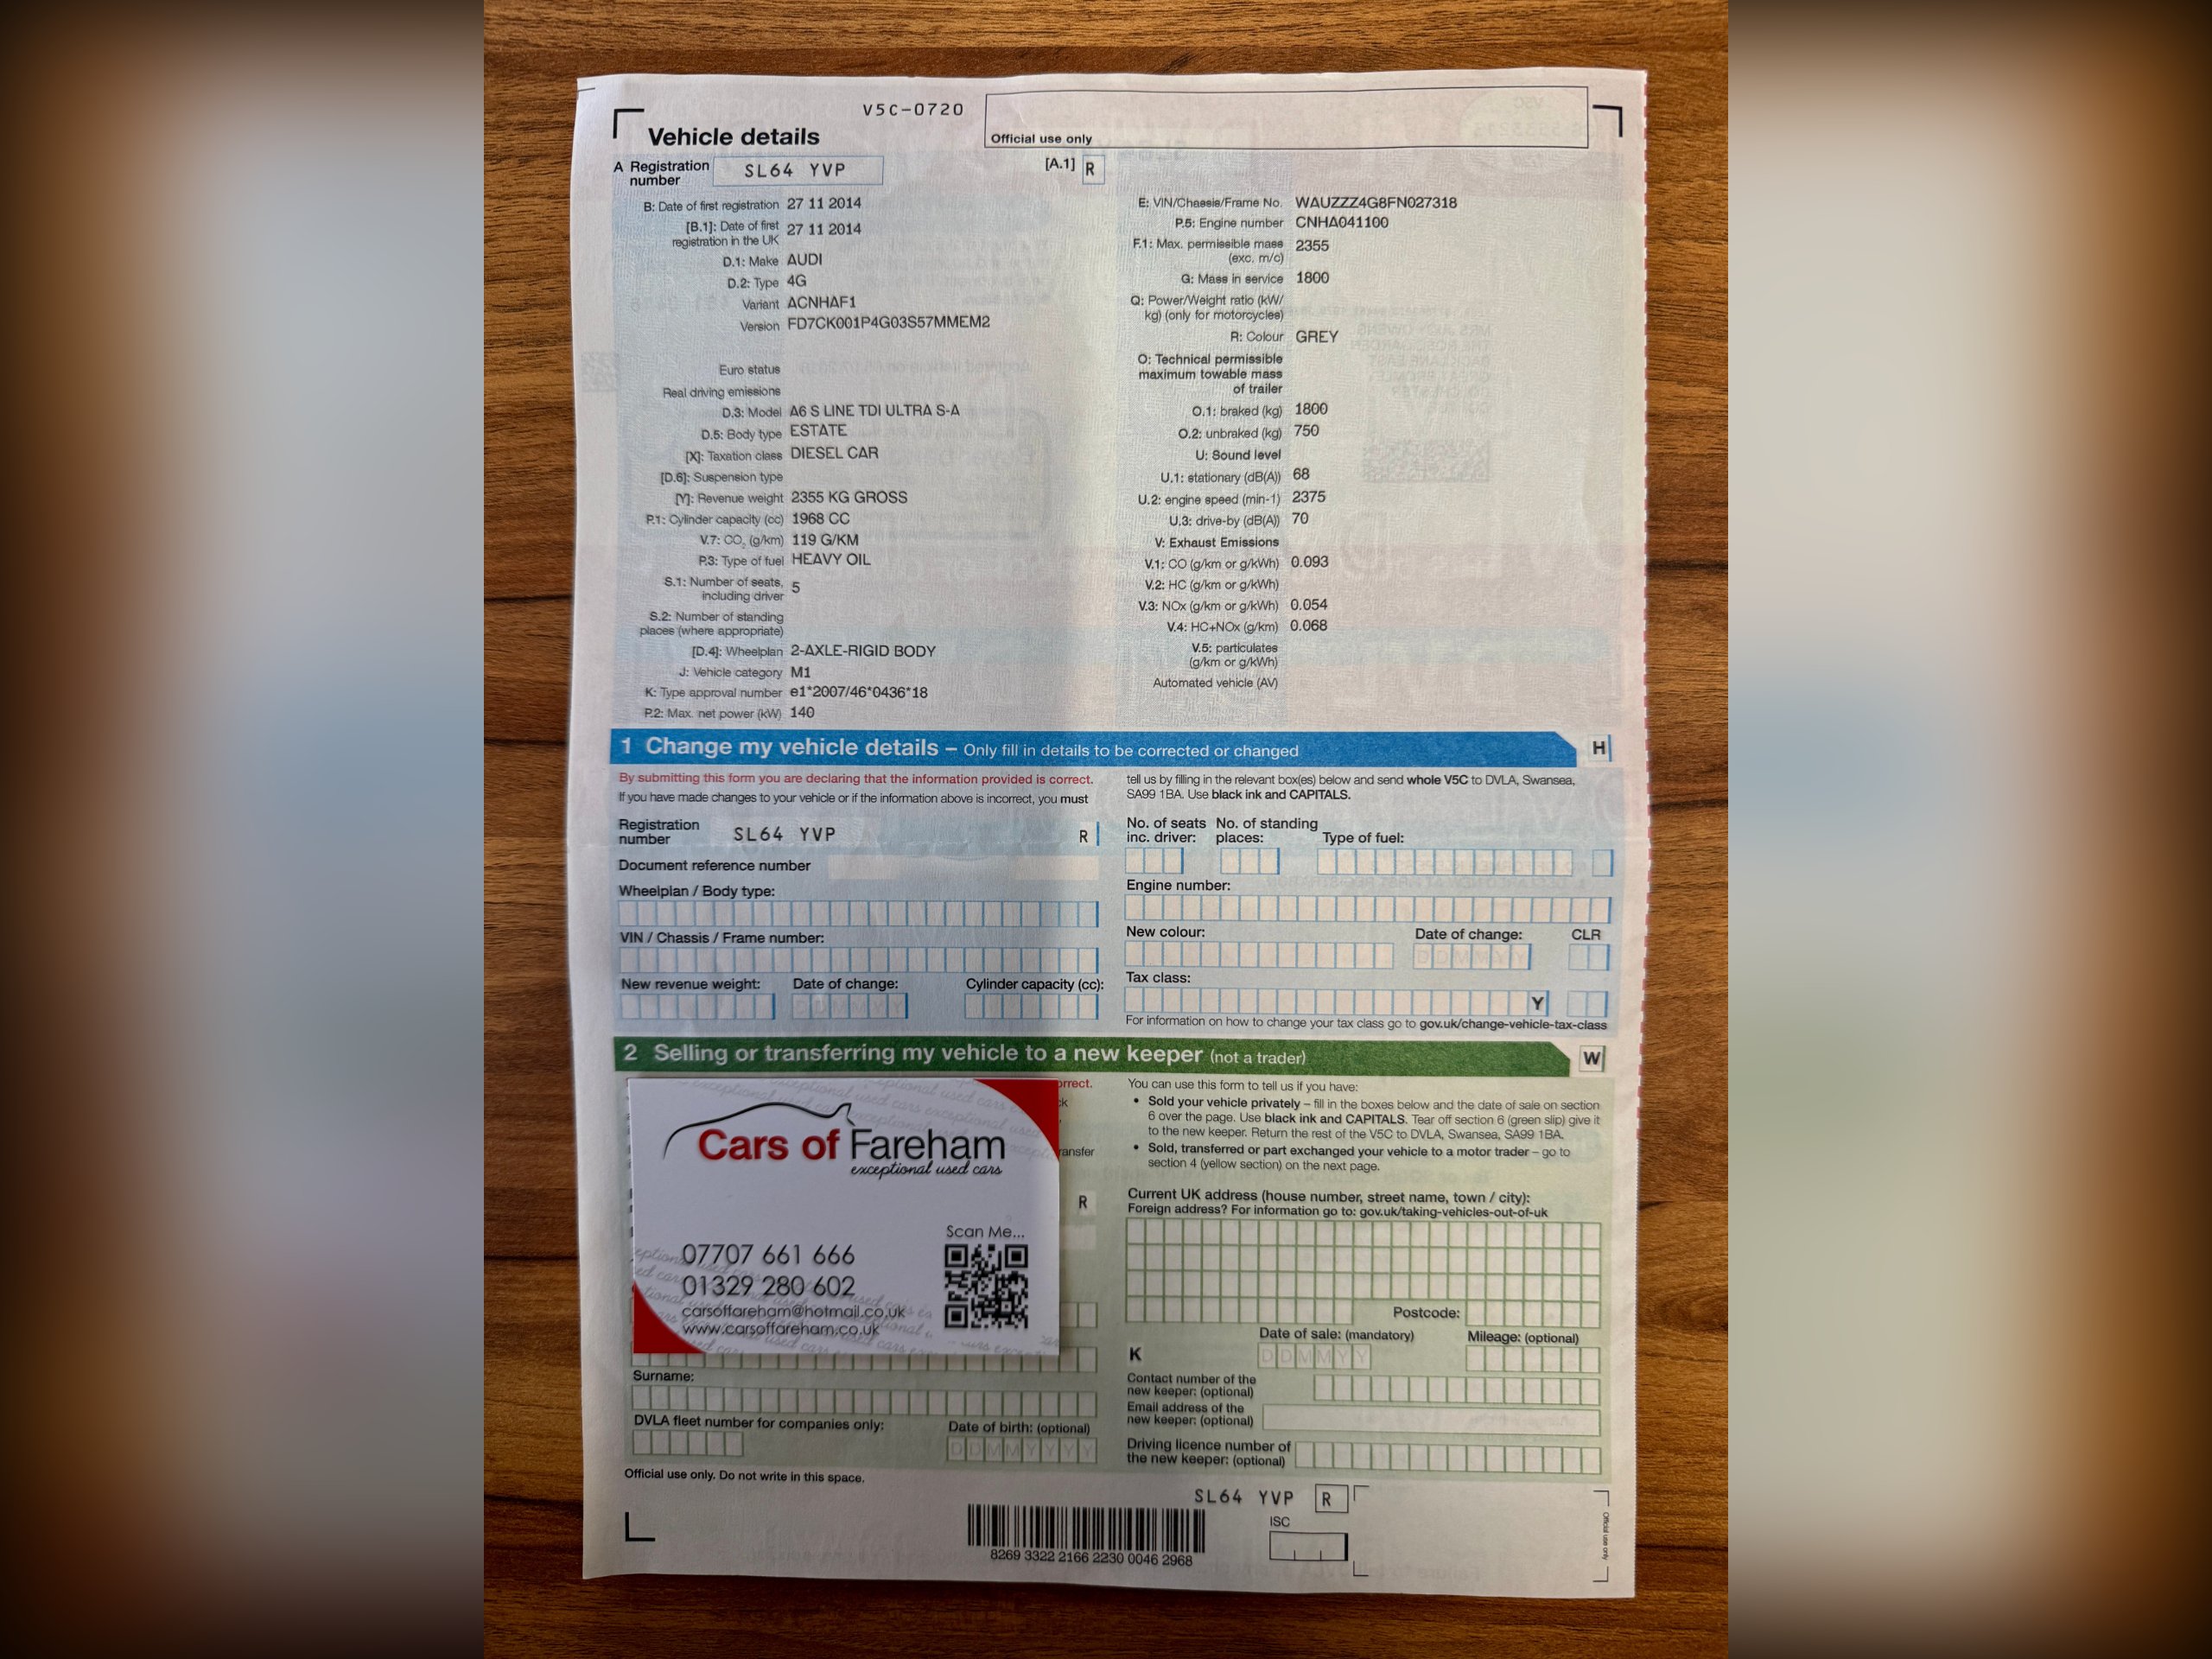 V5C-0720
Vehicle details
Official use only
A Registration number SL64 YVP
[A.1] R
B: Date of first registration 27 11 2014
[B.1]: Date of first registration in the UK 27 11 2014
D.1: Make AUDI
D.2: Type 4G
Variant ACNHAF1
Version FD7CK001P4G03S57MMEM2
Euro status
Real driving emissions
D.3: Model A6 S LINE TDI ULTRA S-A
D.5: Body type ESTATE
[X]: Taxation class DIESEL CAR
[D.6]: Suspension type
[Y]: Revenue weight 2355 KG GROSS
P.1: Cylinder capacity (cc) 1968 CC
V.7: CO₂ (g/km) 119 G/KM
P.3: Type of fuel HEAVY OIL
S.1: Number of seats, including driver 5
S.2: Number of standing places (where appropriate)
[D.4]: Wheelplan 2-AXLE-RIGID BODY
J: Vehicle category M1
K: Type approval number e1*2007/46*0436*18
P.2: Max. net power (kW) 140
E: VIN/Chassis/Frame No. WAUZZZ4G8FN027318
P.5: Engine number CNHA041100
F.1: Max. permissible mass (exc. m/c) 2355
G: Mass in service 1800
Q: Power/Weight ratio (kW/kg) (only for motorcycles)
R: Colour GREY
O: Technical permissible maximum towable mass of trailer
O.1: braked (kg) 1800
O.2: unbraked (kg) 750
U: Sound level
U.1: stationary (dB(A)) 68
U.2: engine speed (min-1) 2375
U.3: drive-by (dB(A)) 70
V: Exhaust Emissions
V.1: CO (g/km or g/kWh) 0.093
V.2: HC (g/km or g/kWh)
V.3: NOx (g/km or g/kWh) 0.054
V.4: HC+NOx (g/km) 0.068
V.5: particulates (g/km or g/kWh)
Automated vehicle (AV)
1 Change my vehicle details – Only fill in details to be corrected or changed H
By submitting this form you are declaring that the information provided is correct.
If you have made changes to your vehicle or if the information above is incorrect, you must
tell us by filling in the relevant box(es) below and send whole V5C to DVLA, Swansea,
SA99 1BA. Use black ink and CAPITALS.
Registration number SL64 YVP R
Document reference number
Wheelplan / Body type:
VIN / Chassis / Frame number:
New revenue weight: Date of change: Cylinder capacity (cc):
DDMMYY
No. of seats inc. driver: No. of standing places: Type of fuel:
Engine number:
New colour: Date of change: CLR
DDMMYY
Tax class:
Y
For information on how to change your tax class go to gov.uk/change-vehicle-tax-class
2 Selling or transferring my vehicle to a new keeper (not a trader) W
Cars of Fareham
exceptional used cars
Scan Me...
07707 661 666
01329 280 602
carsoffareham@hotmail.co.uk
www.carsoffareham.co.uk
R
Surname:
DVLA fleet number for companies only: Date of birth: (optional)
DDMMYYYY
Official use only. Do not write in this space.
You can use this form to tell us if you have:
• Sold your vehicle privately – fill in the boxes below and the date of sale on section
6 over the page. Use black ink and CAPITALS. Tear off section 6 (green slip) give it
to the new keeper. Return the rest of the V5C to DVLA, Swansea, SA99 1BA.
• Sold, transferred or part exchanged your vehicle to a motor trader – go to
section 4 (yellow section) on the next page.
Current UK address (house number, street name, town / city):
Foreign address? For information go to: gov.uk/taking-vehicles-out-of-uk
Postcode:
Date of sale: (mandatory) Mileage: (optional)
K DDMMYY
Contact number of the new keeper: (optional)
Email address of the new keeper: (optional)
Driving licence number of the new keeper: (optional)
SL64 YVP R
ISC
8269 3322 2166 2230 0046 2968
Official use only